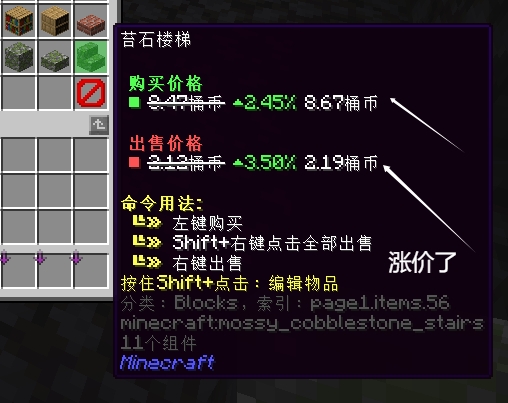 苔石楼梯
购买价格
8.47桶币 2.45% 8.67桶币
出售价格
2.12桶币 3.50% 2.19桶币
命令用法:
左键购买
Shift+右键点击全部出售
右键出售
涨价了
按住Shift+点击: 编辑物品
分类: Blocks, 索引: page1.items.56
minecraft:mossy_cobblestone_stairs
11个组件
Minecraft